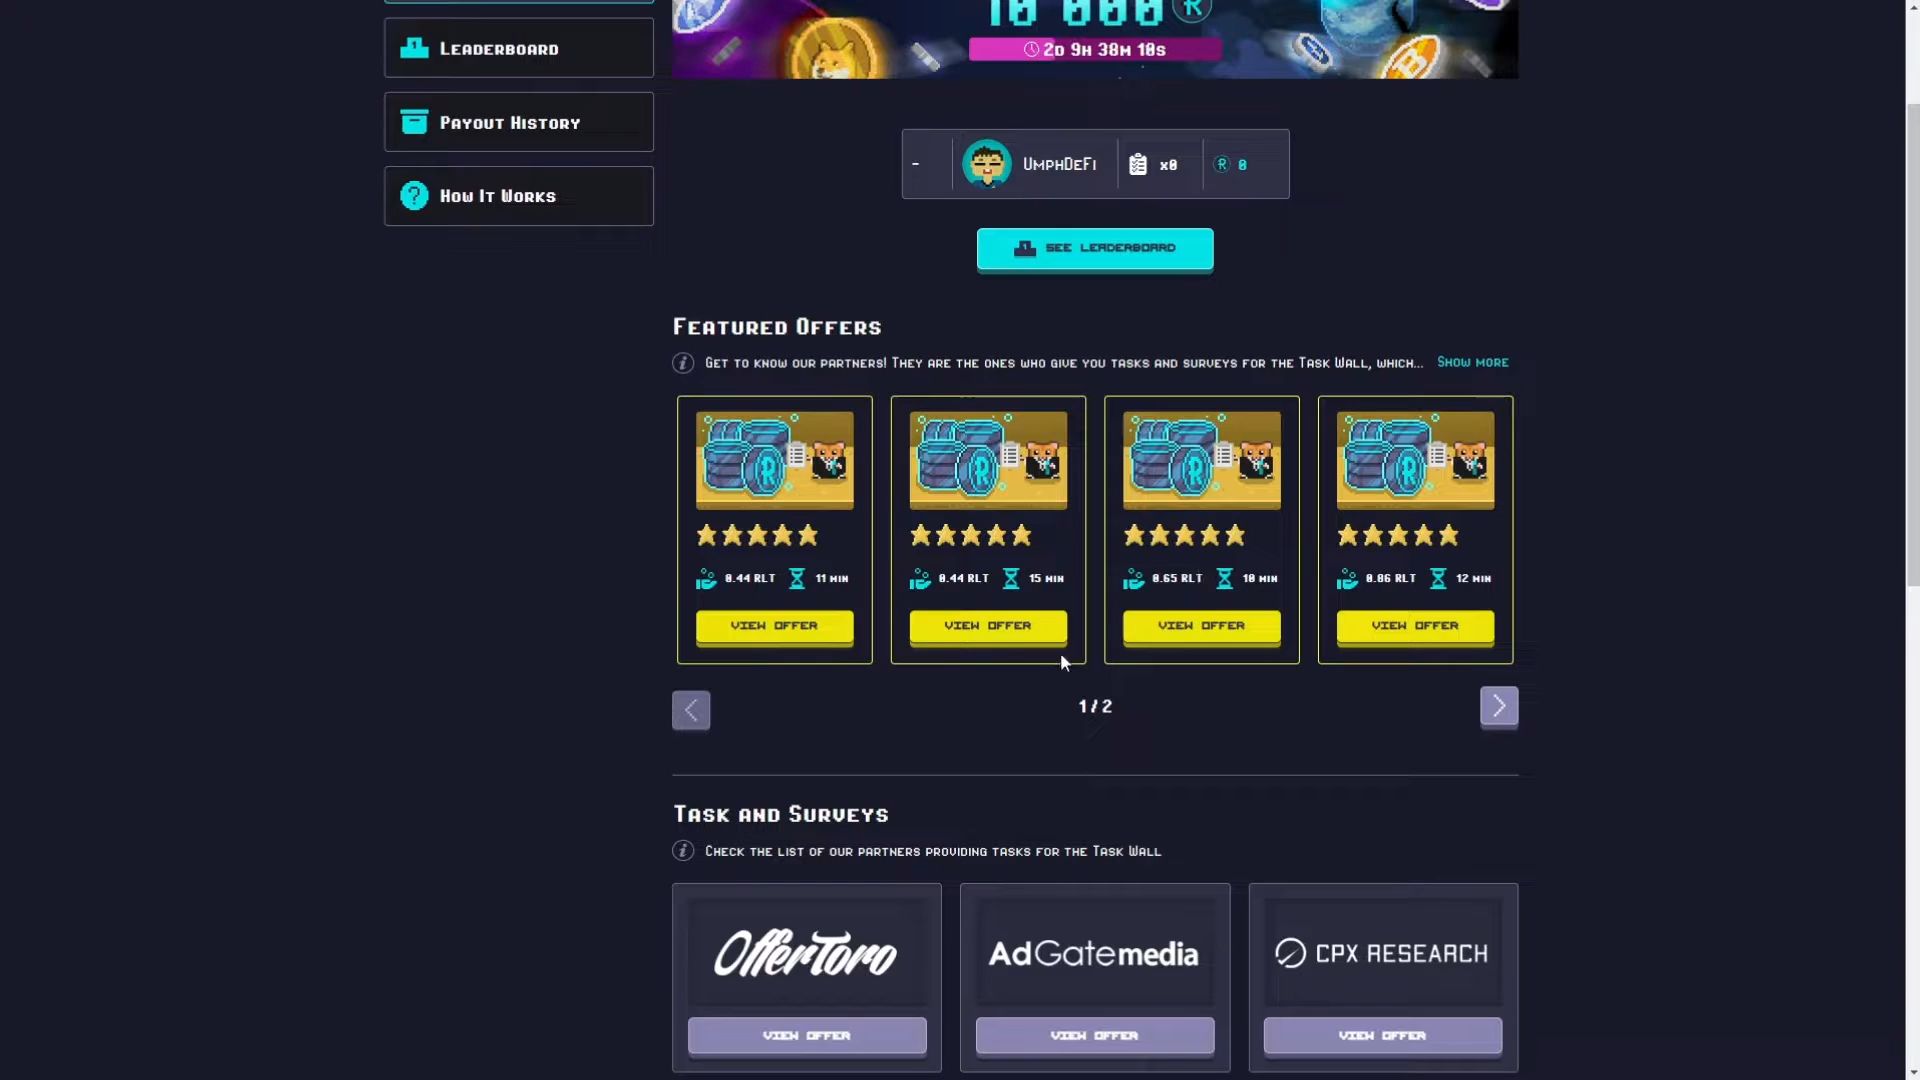 10 000 R
2D 9H 38M 18S
LEADERBOARD
PAYOUT HISTORY
HOW IT WORKS
- UMPHDEFI X0 R 0
SEE LEADERBOARD
FEATURED OFFERS
GET TO KNOW OUR PARTNERS! THEY ARE THE ONES WHO GIVE YOU TASKS AND SURVEYS FOR THE TASK WALL, WHICH... SHOW MORE
0.44 RLT 11 MIN
VIEW OFFER
0.44 RLT 15 MIN
VIEW OFFER
0.65 RLT 10 MIN
VIEW OFFER
0.86 RLT 12 MIN
VIEW OFFER
1 / 2
TASK AND SURVEYS
CHECK THE LIST OF OUR PARTNERS PROVIDING TASKS FOR THE TASK WALL
OfferToro
VIEW OFFER
AdGatemedia
VIEW OFFER
CPX RESEARCH
VIEW OFFER